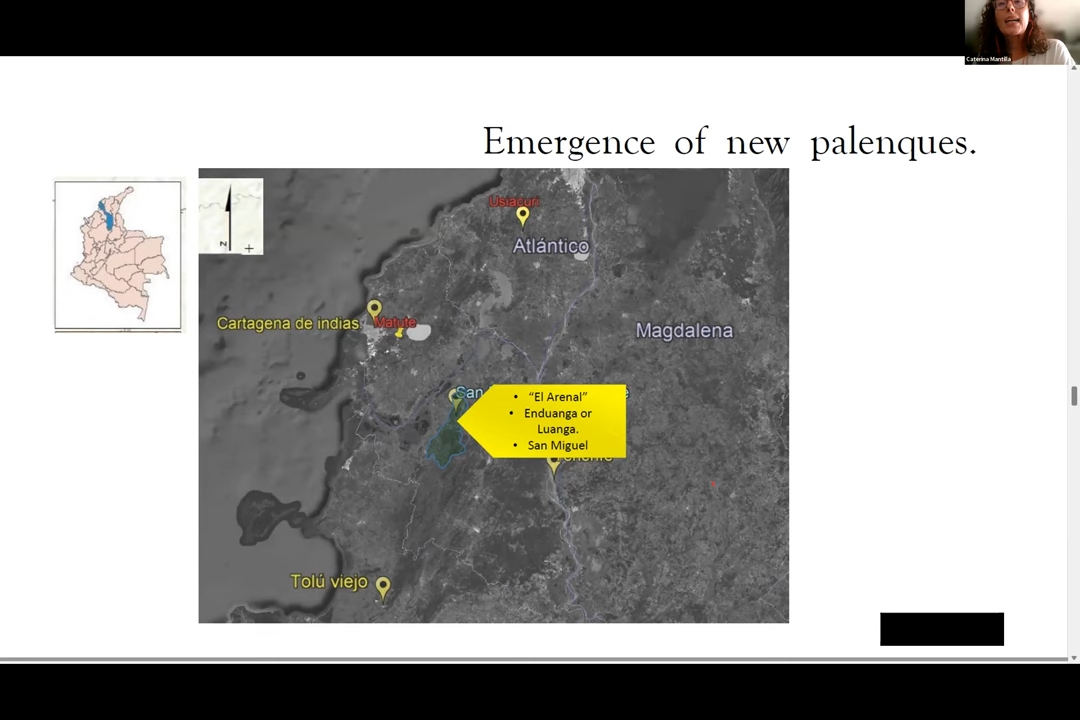 Caterina Mantilla
Emergence of new palenques.
N
Usiacuri
Atlántico
Cartagena de indias
Matute
Magdalena
San
• “El Arenal”
• Enduanga or
Luanga.
• San Miguel
Tolú viejo